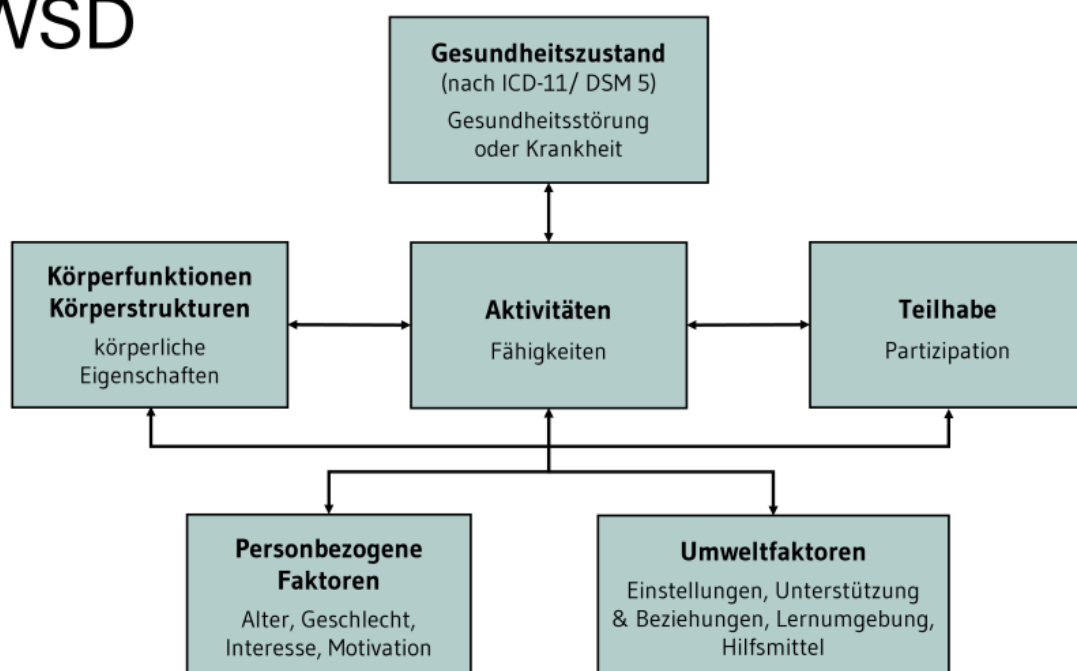 WSD
Gesundheitszustand
(nach ICD-11/ DSM 5)
Gesundheitsstörung
oder Krankheit
Körperfunktionen
Körperstrukturen
körperliche
Eigenschaften
Aktivitäten
Fähigkeiten
Teilhabe
Partizipation
Personbezogene
Faktoren
Alter, Geschlecht,
Interesse, Motivation
Umweltfaktoren
Einstellungen, Unterstützung
& Beziehungen, Lernumgebung,
Hilfsmittel